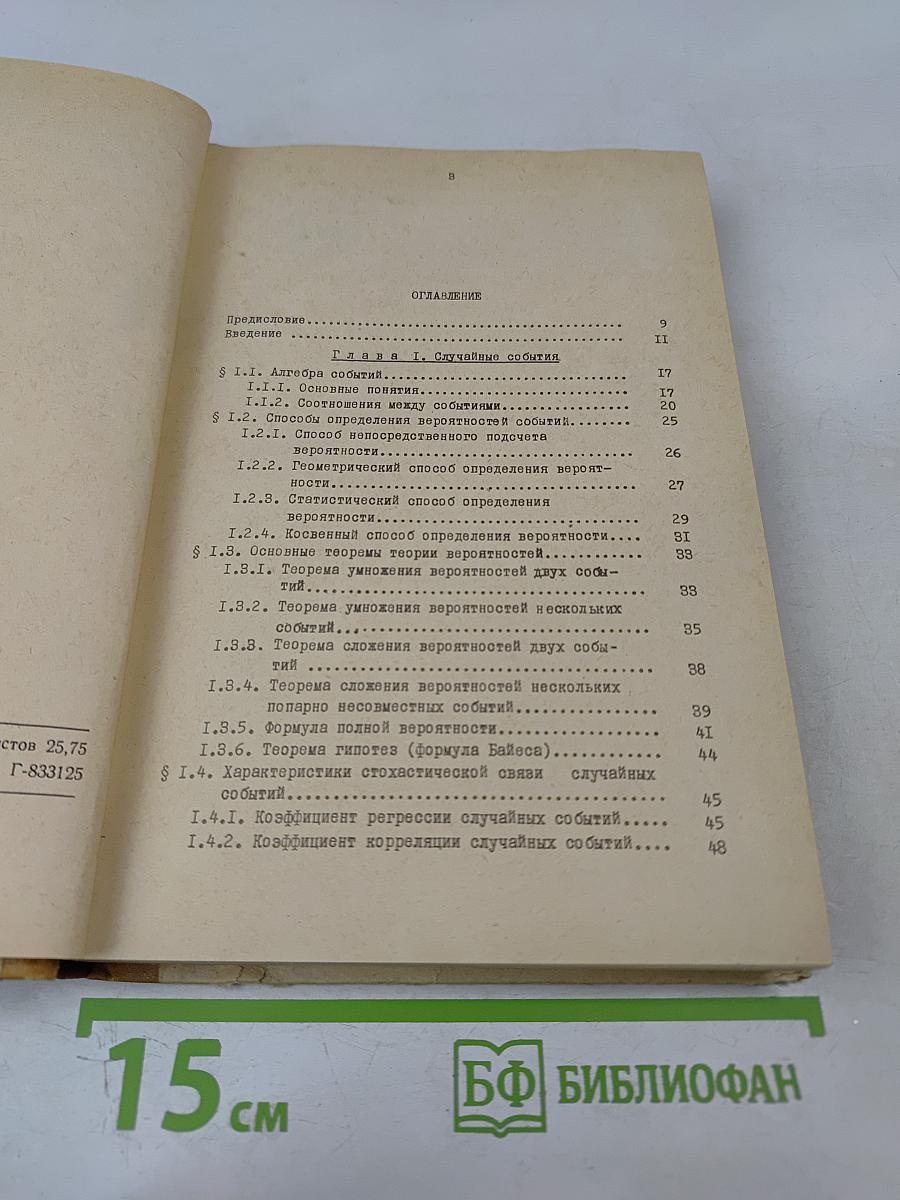 стов 25,75
Г-833125
3
ОГЛАВЛЕНИЕ
Предисловие........................................... 9
Введение ............................................. II
Г л а в а I. Случайные события
§ I.I. Алгебра событий................................ I7
I.I.I. Основные понятия............................ I7
I.I.2. Соотношения между событиями................. 20
§ I.2. Способы определения вероятностей событий........ 25
I.2.I. Способ непосредственного подсчета
вероятности.................................. 26
I.2.2. Геометрический способ определения вероят-
ности........................................ 27
I.2.3. Статистический способ определения
вероятности.................................. 29
I.2.4. Косвенный способ определения вероятности.... 3I
§ I.3. Основные теоремы теории вероятностей............ 33
I.3.I. Теорема умножения вероятностей двух собы-
тий.......................................... 33
I.3.2. Теорема умножения вероятностей нескольких
событий...................................... 35
I.3.3. Теорема сложения вероятностей двух собы-
тий ......................................... 38
I.3.4. Теорема сложения вероятностей нескольких
попарно несовместных событий................ 39
I.3.5. Формула полной вероятности.................. 4I
I.3.6. Теорема гипотез (формула Байеса)............ 44
§ I.4. Характеристики стохастической связи случайных
событий......................................... 45
I.4.I. Коэффициент регрессии случайных событий..... 45
I.4.2. Коэффициент корреляции случайных событий.... 48
15 см
БФ БИБЛИОФАН